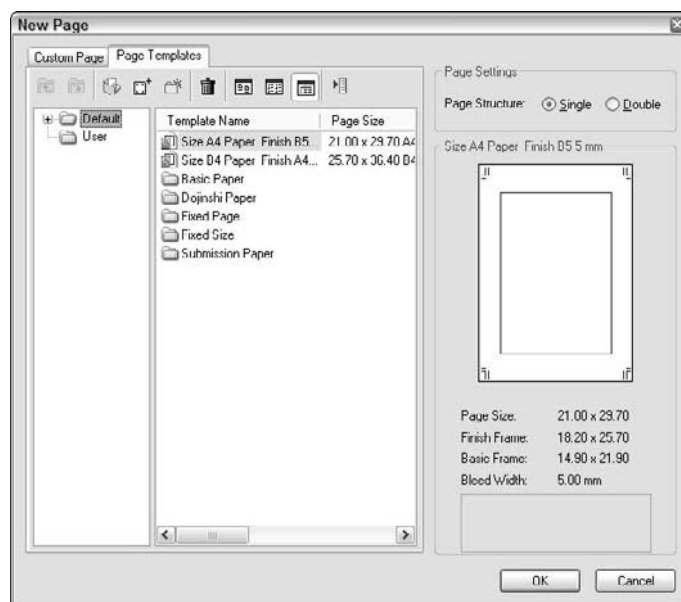 New Page
Custom Page
Page Templates
Default
User
Template Name
Page Size
Size A4 Paper Finish B5...
21.00 x 29.70 A4
Size B4 Paper Finish A4...
25.70 x 36.40 B4
Basic Paper
Dojinshi Paper
Fixed Page
Fixed Size
Submission Paper
Page Settings
Page Structure:
Single
Double
Size A4 Paper Finish B5 5 mm
Page Size: 21.00 x 29.70
Finish Frame: 18.20 x 25.70
Basic Frame: 14.90 x 21.90
Bleed Width: 5.00 mm
OK
Cancel